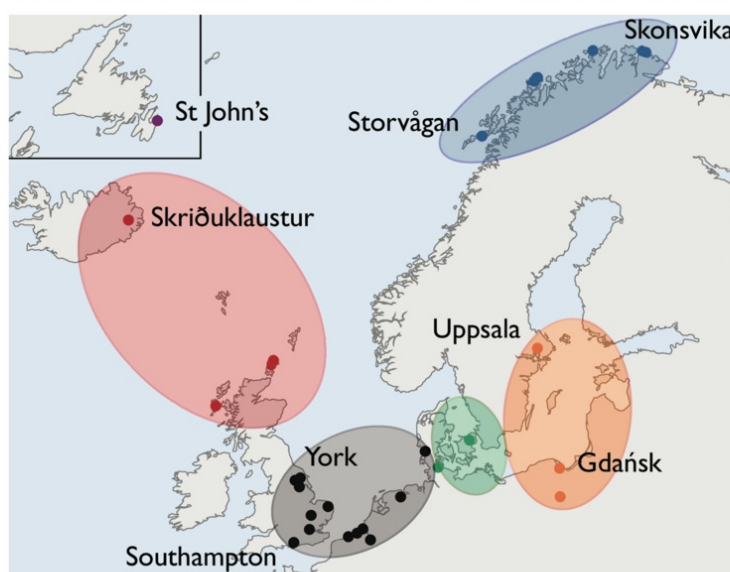 Skonsvika
St John's
Storvågan
Skriðuklaustur
Uppsala
York
Gdańsk
Southampton